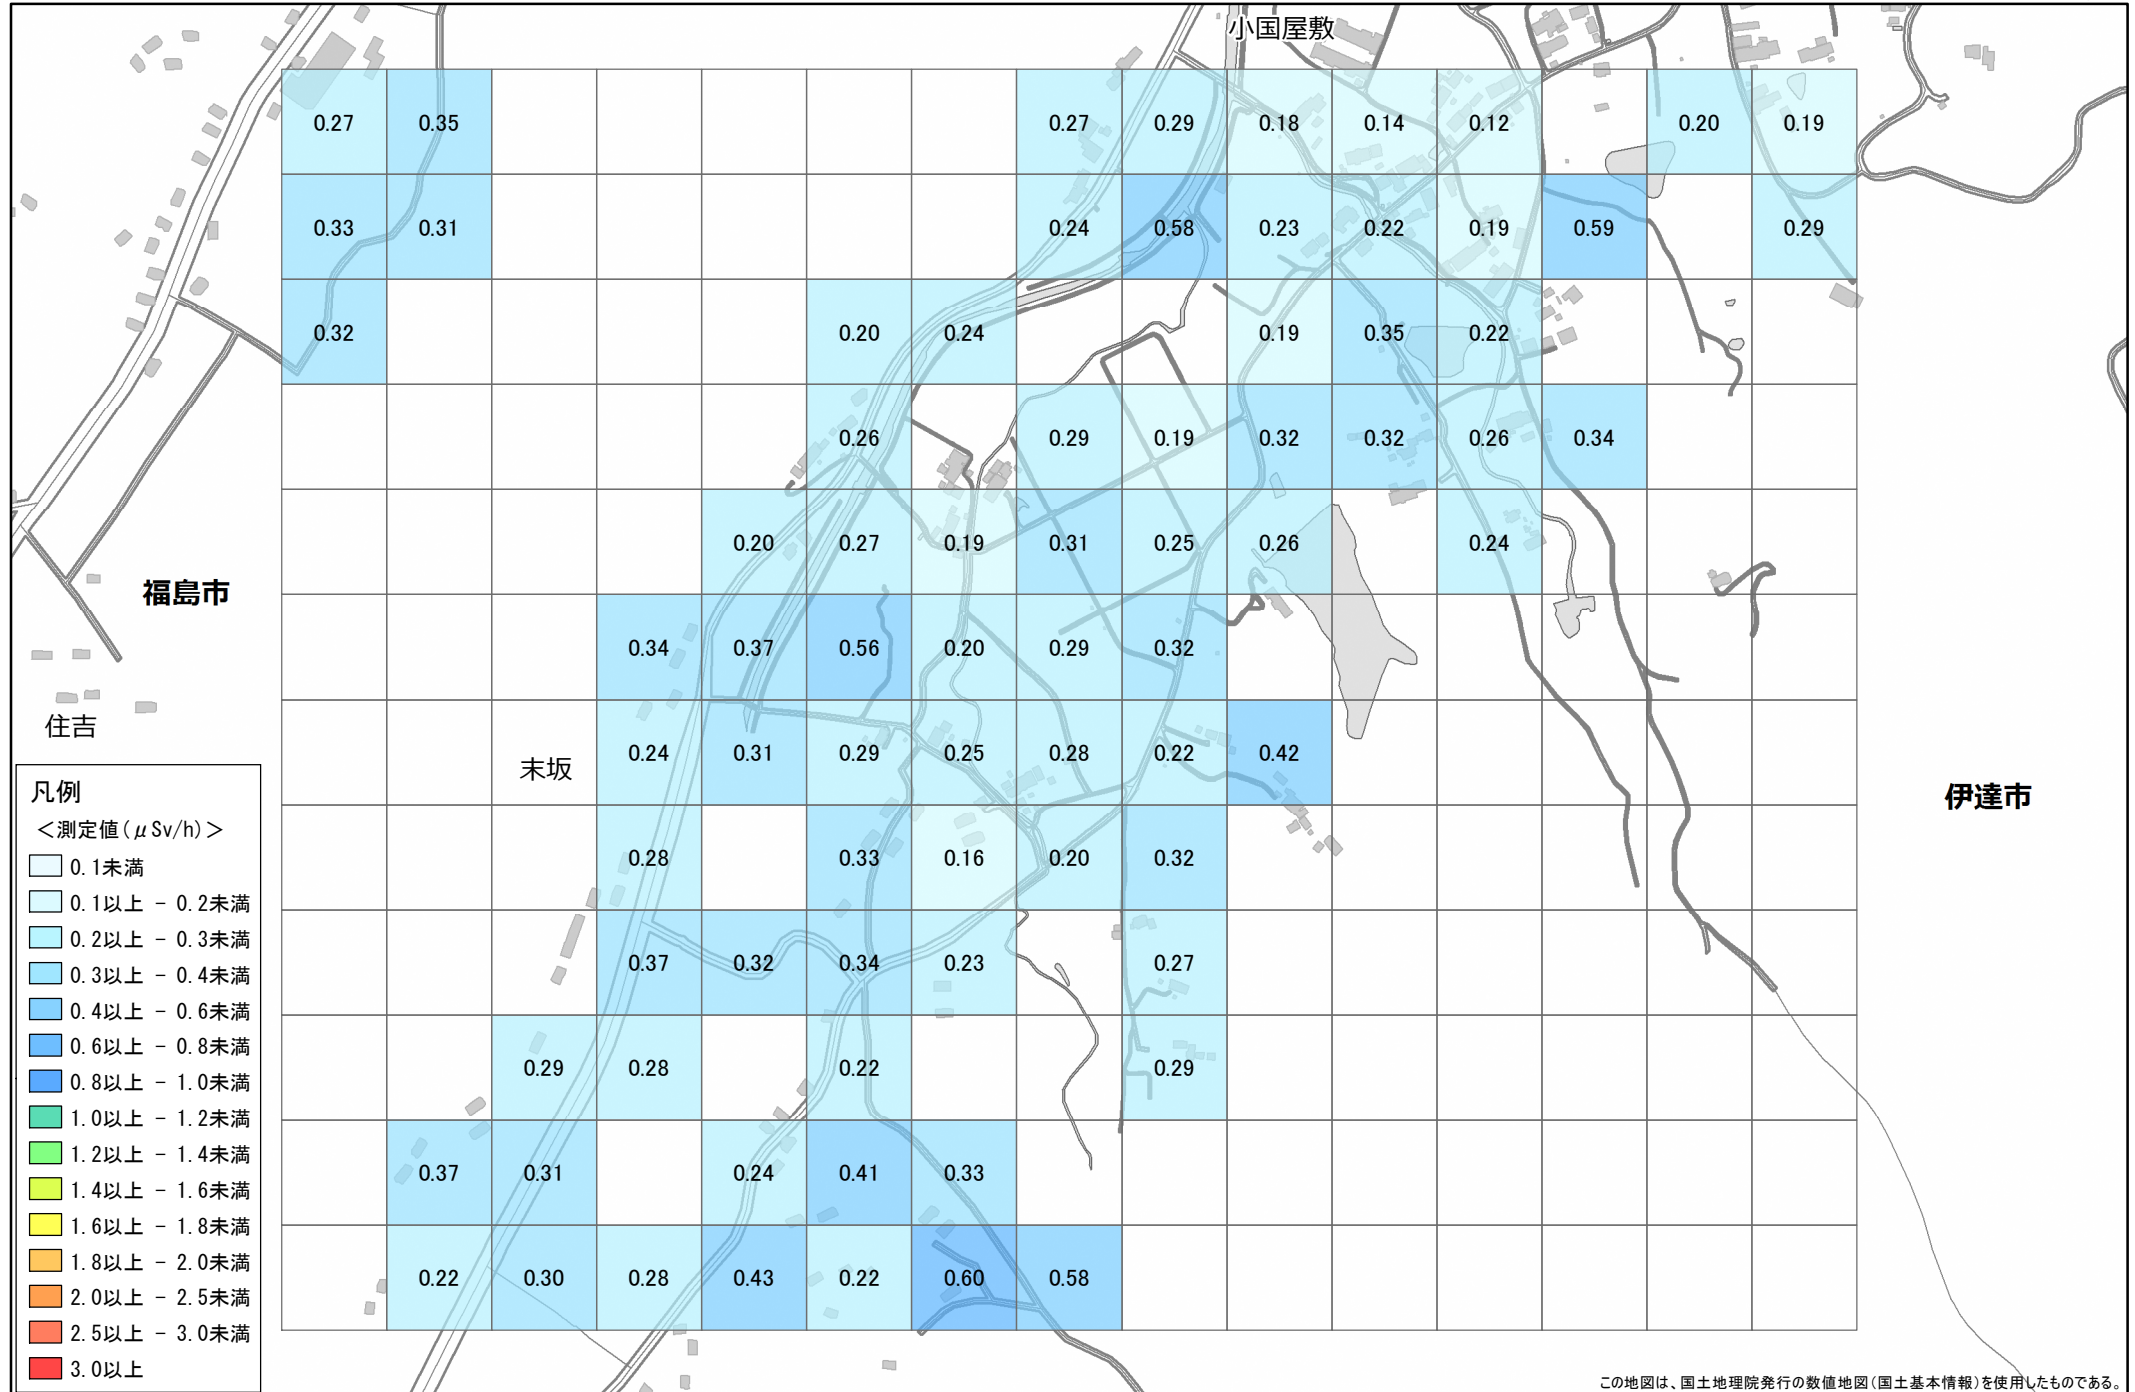 小国屋敷
0.27 0.35 0.27 0.29 0.18 0.14 0.12 0.20 0.19
0.33 0.31 0.24 0.58 0.23 0.22 0.19 0.59 0.29
0.32 0.20 0.24 0.19 0.35 0.22
0.26 0.29 0.19 0.32 0.32 0.26 0.34
0.20 0.27 0.19 0.31 0.25 0.26 0.24
福島市
0.34 0.37 0.56 0.20 0.29 0.32
住吉
末坂 0.24 0.31 0.29 0.25 0.28 0.22 0.42
伊達市
0.28 0.33 0.16 0.20 0.32
0.37 0.32 0.34 0.23 0.27
0.29 0.28 0.22 0.29
0.37 0.31 0.24 0.41 0.33
0.22 0.30 0.28 0.43 0.22 0.60 0.58
凡例
＜測定値(μSv/h)＞
0.1未満
0.1以上 - 0.2未満
0.2以上 - 0.3未満
0.3以上 - 0.4未満
0.4以上 - 0.6未満
0.6以上 - 0.8未満
0.8以上 - 1.0未満
1.0以上 - 1.2未満
1.2以上 - 1.4未満
1.4以上 - 1.6未満
1.6以上 - 1.8未満
1.8以上 - 2.0未満
2.0以上 - 2.5未満
2.5以上 - 3.0未満
3.0以上
この地図は、国土地理院発行の数値地図(国土基本情報)を使用したものである。